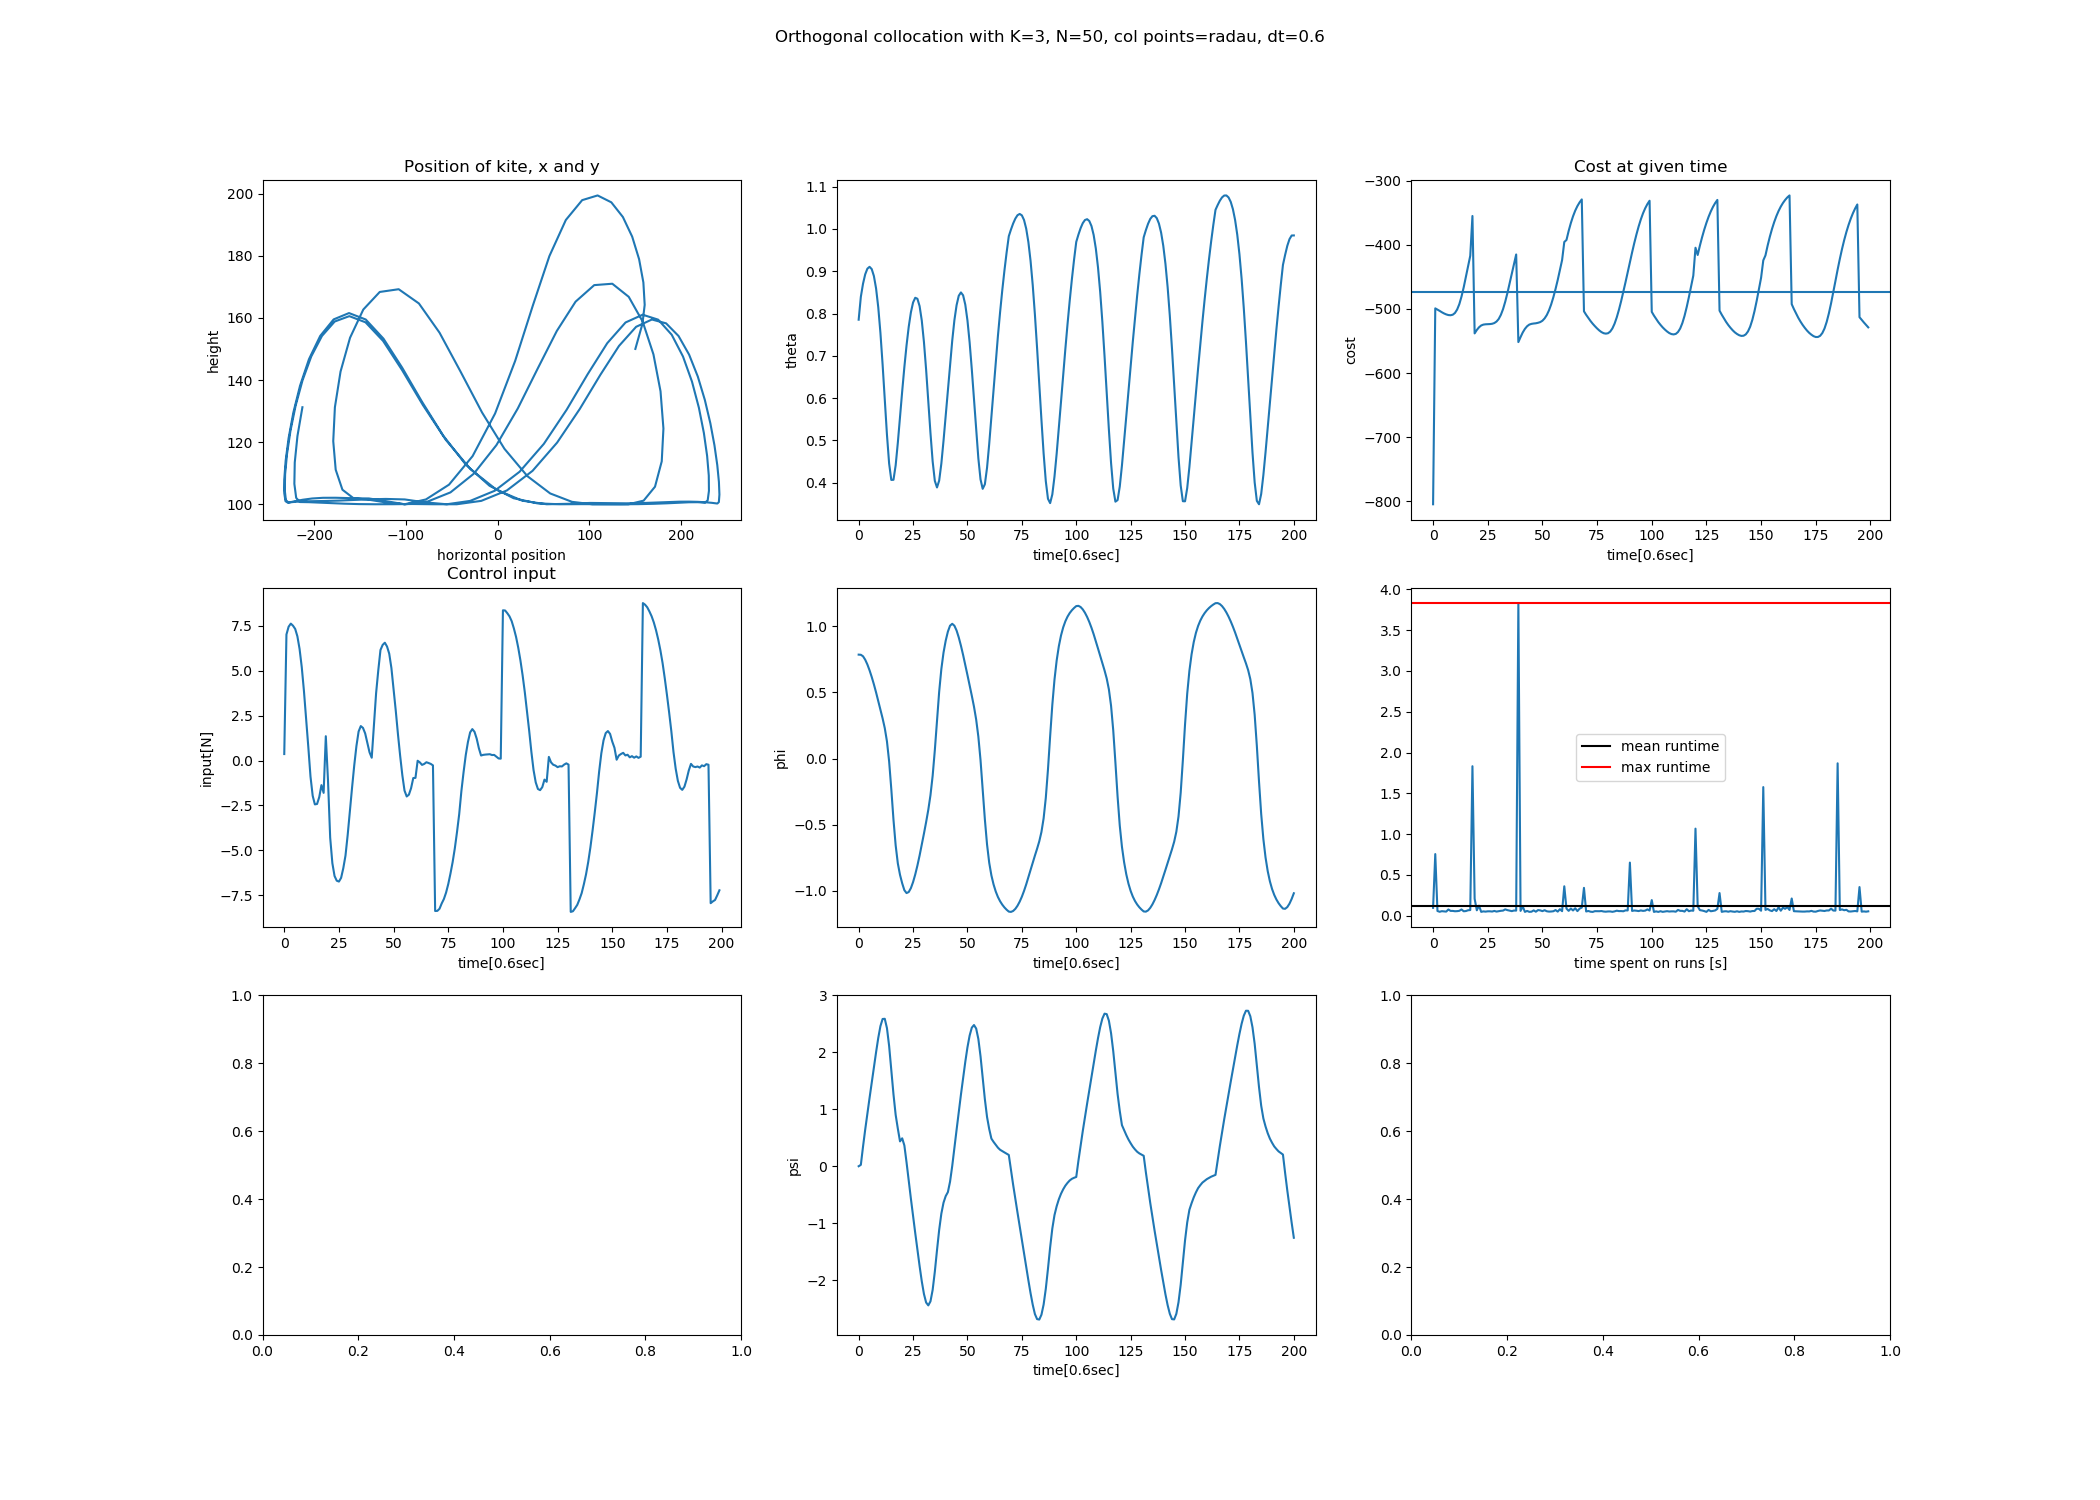 Orthogonal collocation with K=3, N=50, col points=radau, dt=0.6
Position of kite, x and y
height
200
180
160
140
120
100
−200 −100 0 100 200
horizontal position
theta
1.1
1.0
0.9
0.8
0.7
0.6
0.5
0.4
0 25 50 75 100 125 150 175 200
time[0.6sec]
Cost at given time
cost
−300
−400
−500
−600
−700
−800
0 25 50 75 100 125 150 175 200
time[0.6sec]
Control input
input[N]
7.5
5.0
2.5
0.0
−2.5
−5.0
−7.5
0 25 50 75 100 125 150 175 200
time[0.6sec]
phi
1.0
0.5
0.0
−0.5
−1.0
0 25 50 75 100 125 150 175 200
time[0.6sec]
4.0
3.5
3.0
2.5
2.0
1.5
1.0
0.5
0.0
mean runtime
max runtime
0 25 50 75 100 125 150 175 200
time spent on runs [s]
1.0
0.8
0.6
0.4
0.2
0.0
0.0 0.2 0.4 0.6 0.8 1.0
psi
3
2
1
0
−1
−2
0 25 50 75 100 125 150 175 200
time[0.6sec]
1.0
0.8
0.6
0.4
0.2
0.0
0.0 0.2 0.4 0.6 0.8 1.0